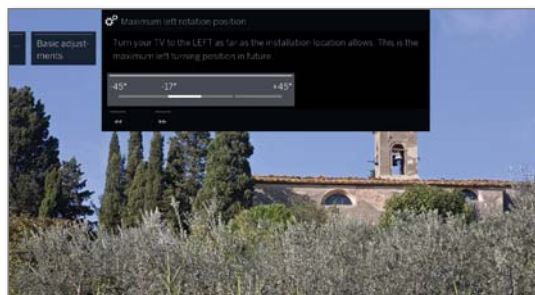 Maximum left rotation position
...
Basic adjust-
ments
Turn your TV to the LEFT as far as the installation location allows. This is the
maximum left turning position in future.
-45° -17° +45°